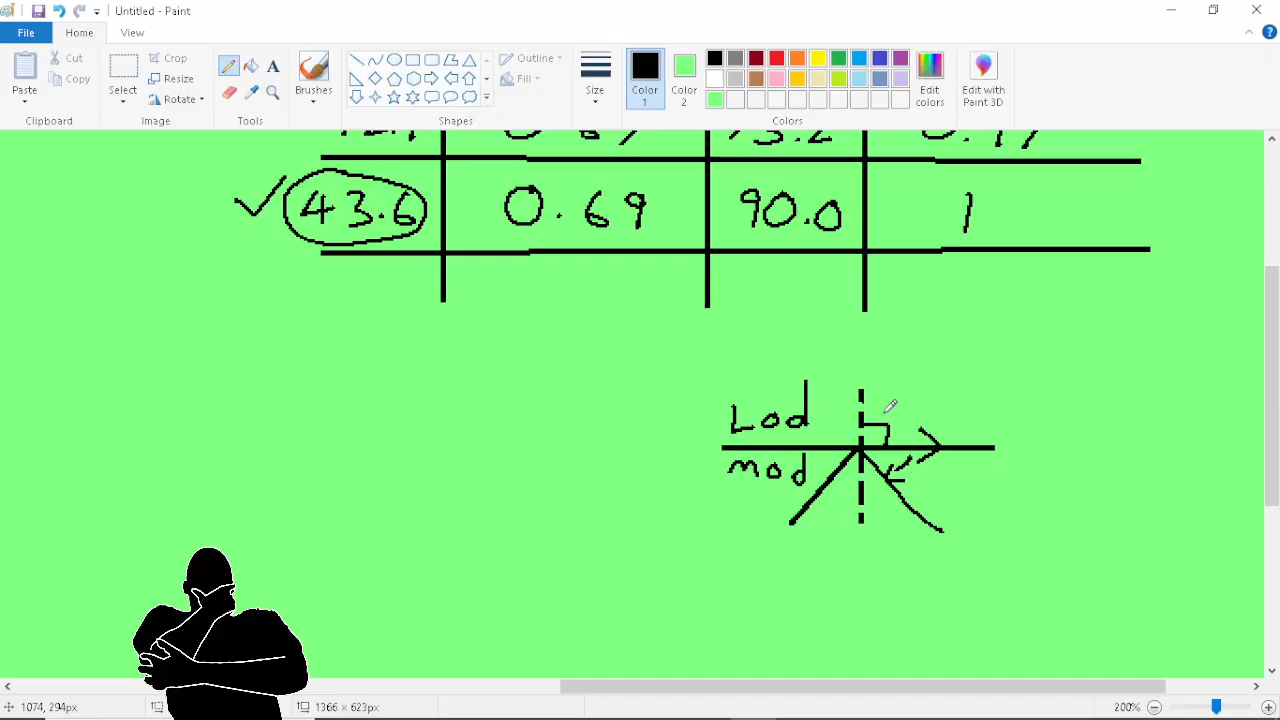 Untitled - Paint
File Home View
Paste
Cut
Copy
Clipboard
Select
Crop
Resize
Rotate
Image
A
Tools
Brushes
Outline
Fill
Shapes
Size
Color 1
Color 2
Edit colors
Colors
Edit with Paint 3D
43.6 0.69 90.0 1
Lod
mod
1074, 294px
1366 × 623px
200%